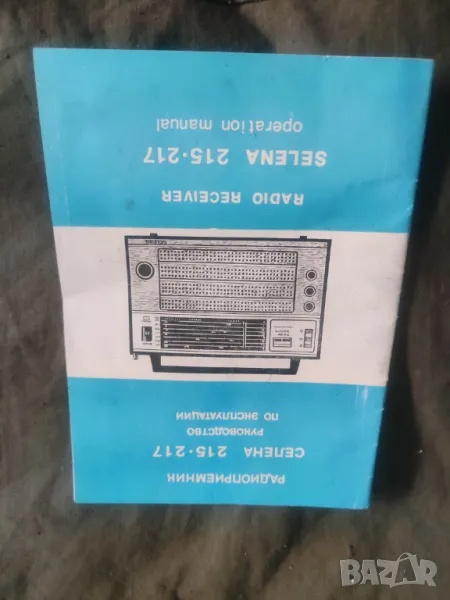 РАДИОПРИЕМНИК
СЕЛЕНА 215·217
РУКОВОДСТВО
ПО ЭКСПЛУАТАЦИИ
RADIO RECEIVER
SELENA 215·217
operation manual
BAZAR